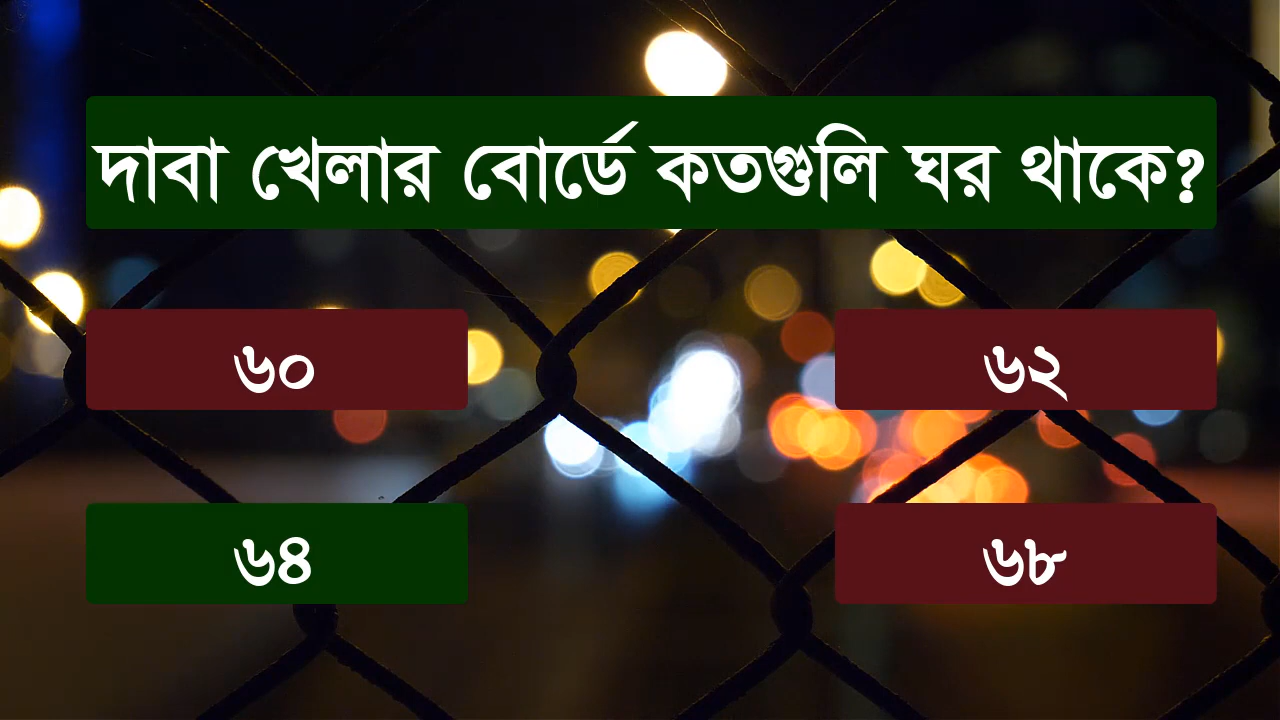 দাবা খেলার বোর্ডে কতগুলি ঘর থাকে?
৬০
৬২
৬৪
৬৮